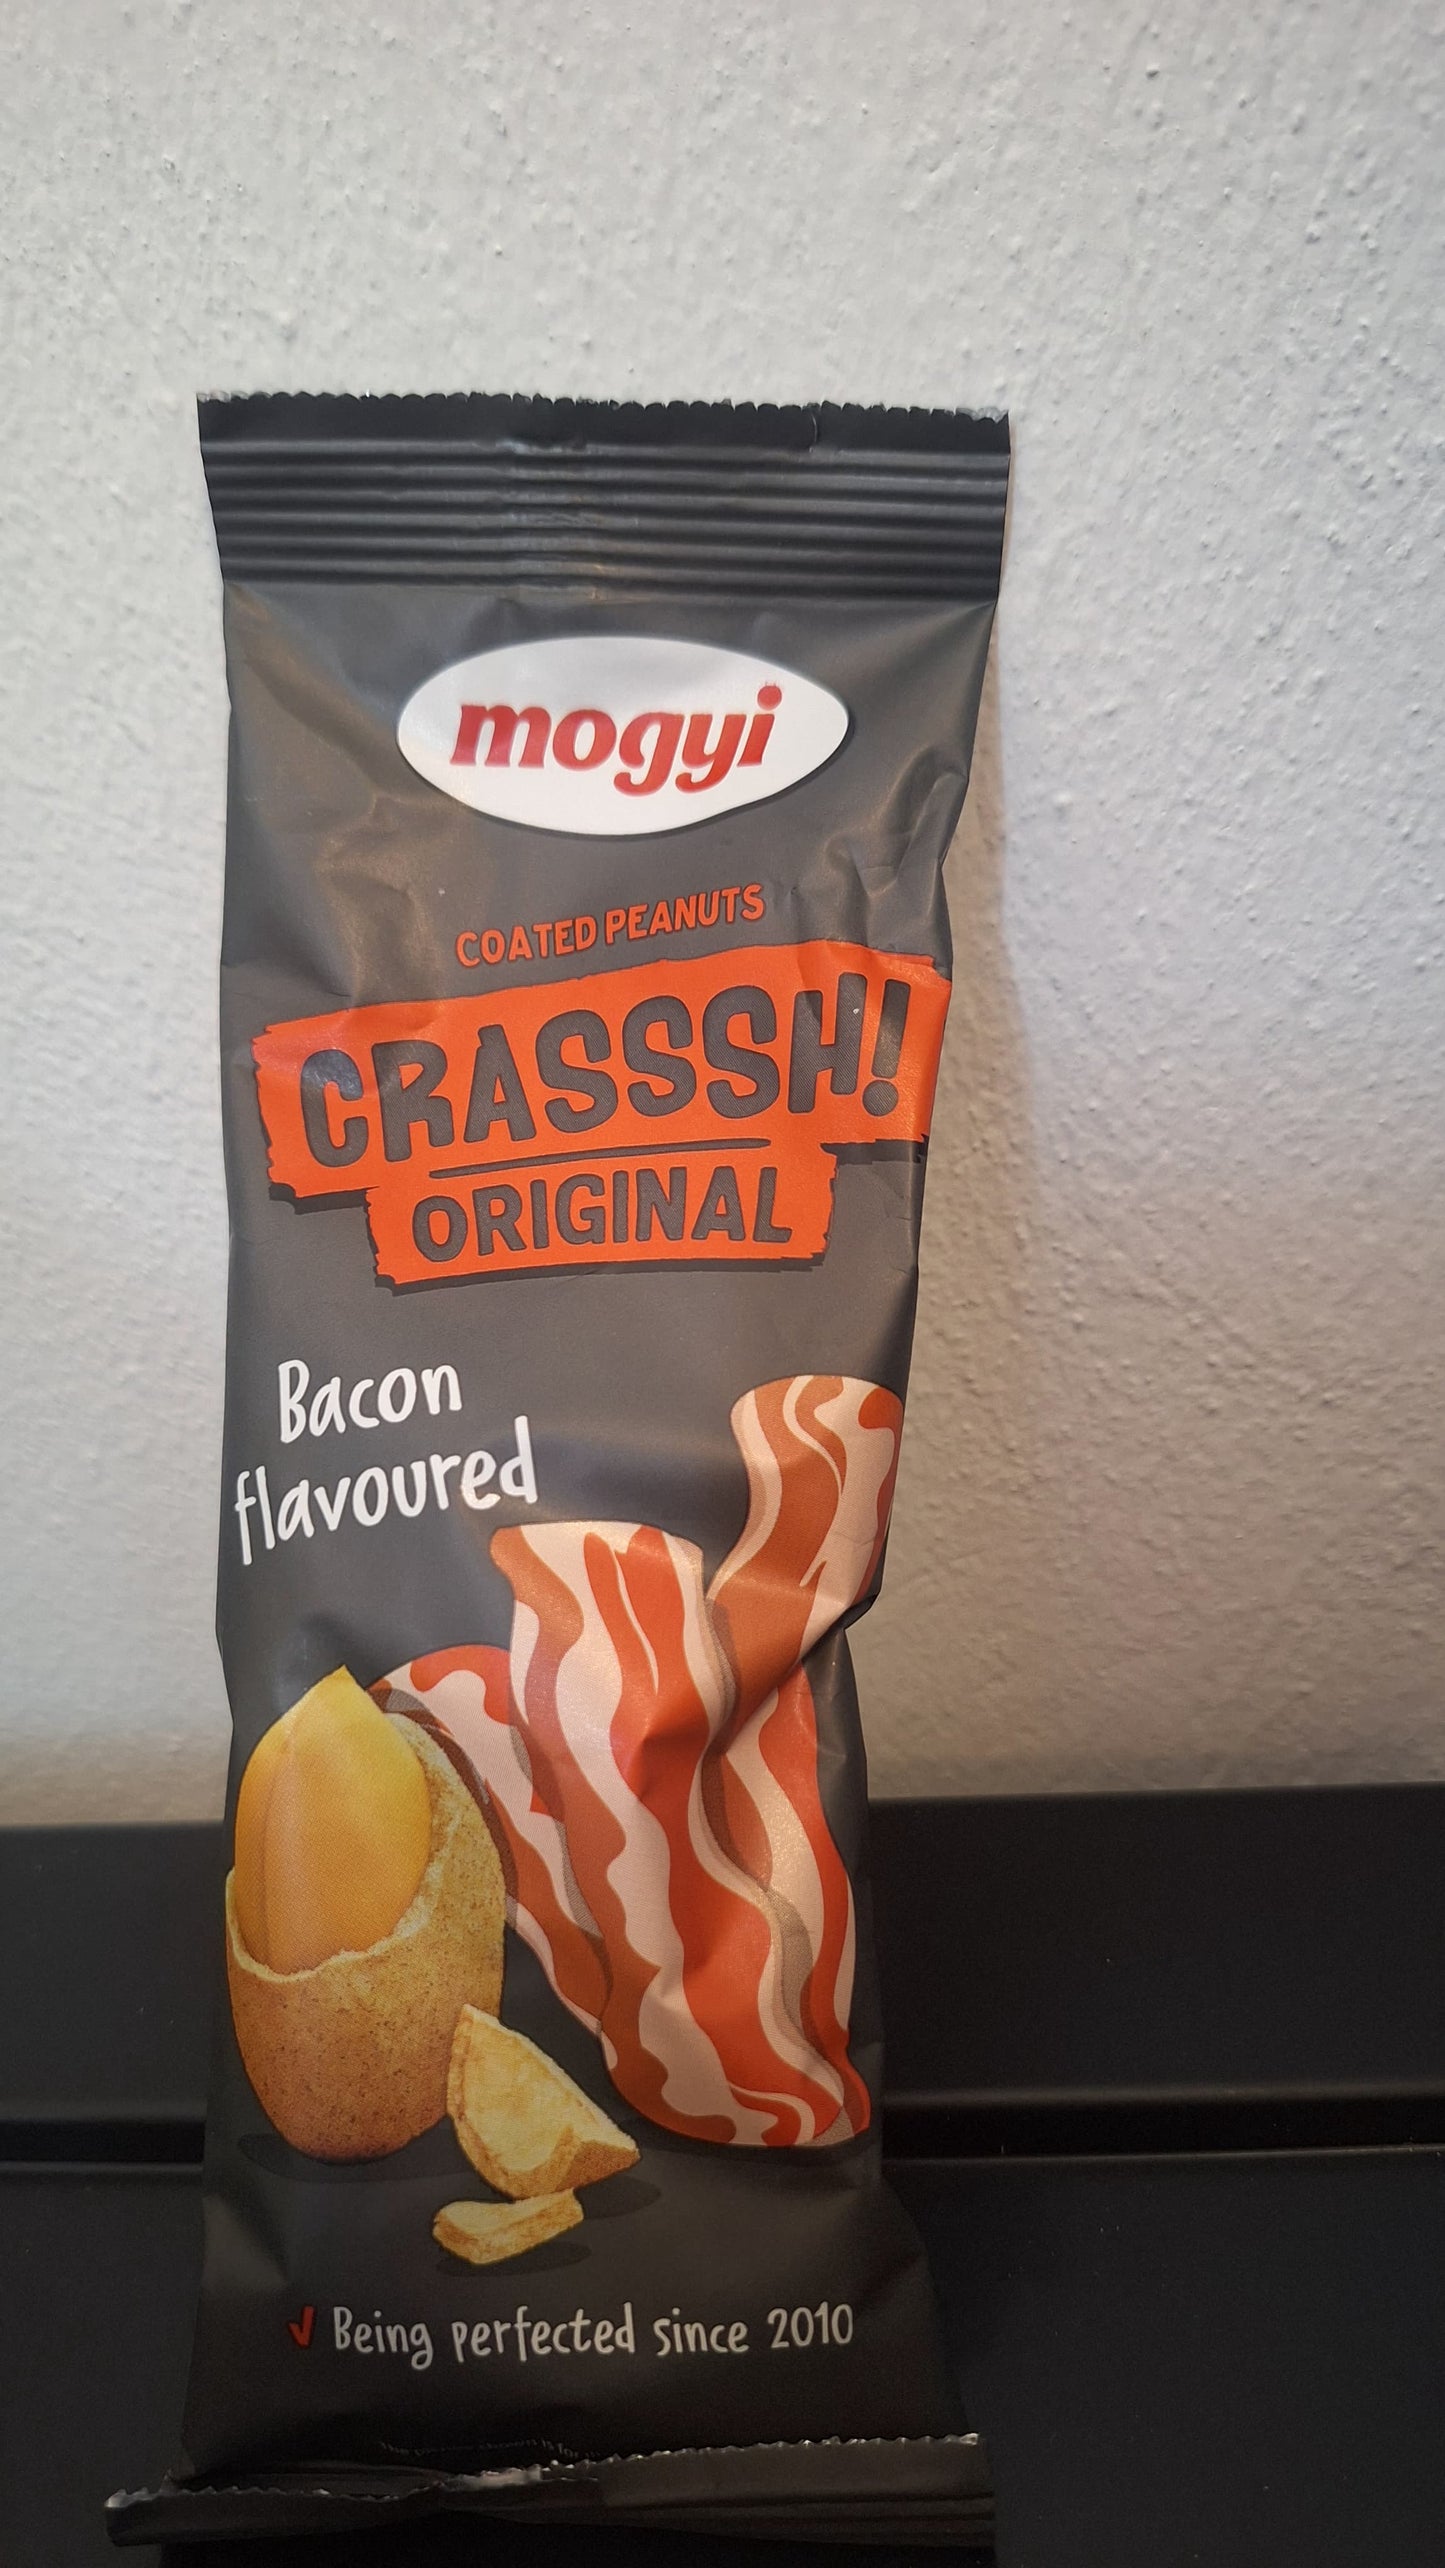 mogyi
COATED PEANUTS
CRASSSH!
ORIGINAL
Bacon
flavoured
Being perfected since 2010